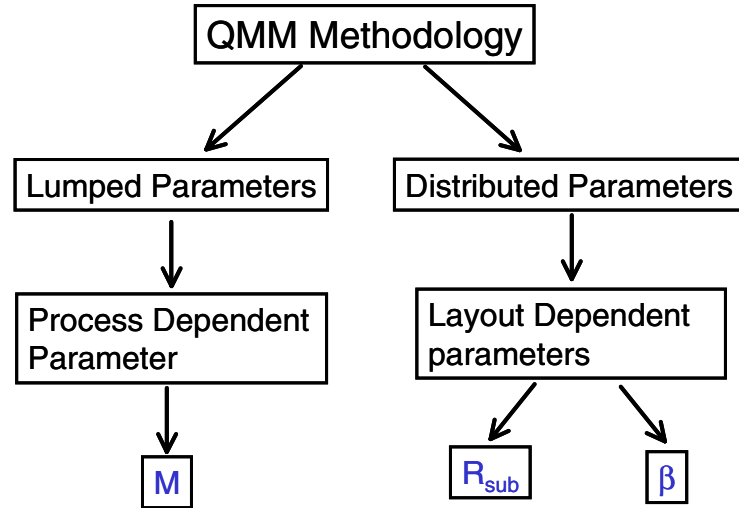 QMM Methodology
Lumped Parameters
Distributed Parameters
Process Dependent
Parameter
Layout Dependent
parameters
M
Rsub
β